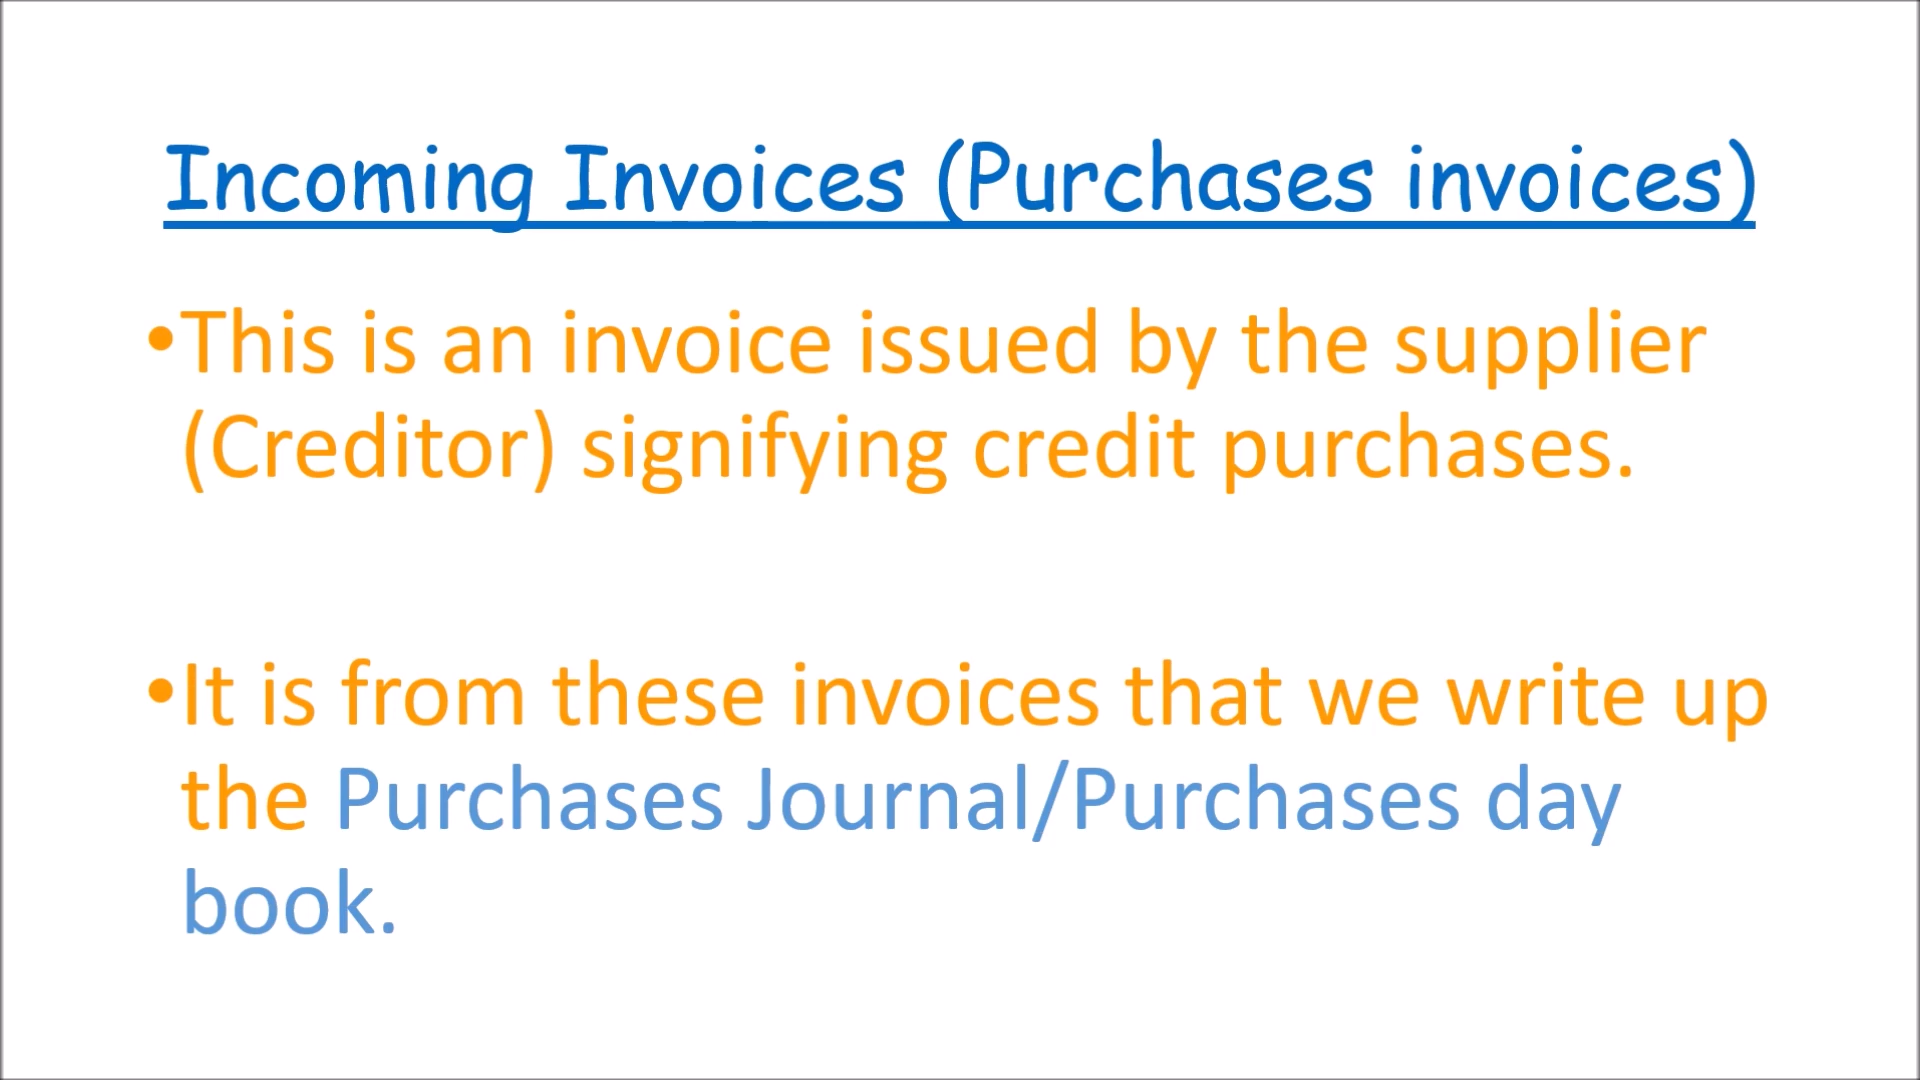 Incoming Invoices (Purchases invoices)
•This is an invoice issued by the supplier
(Creditor) signifying credit purchases.
•It is from these invoices that we write up
the Purchases Journal/Purchases day
book.